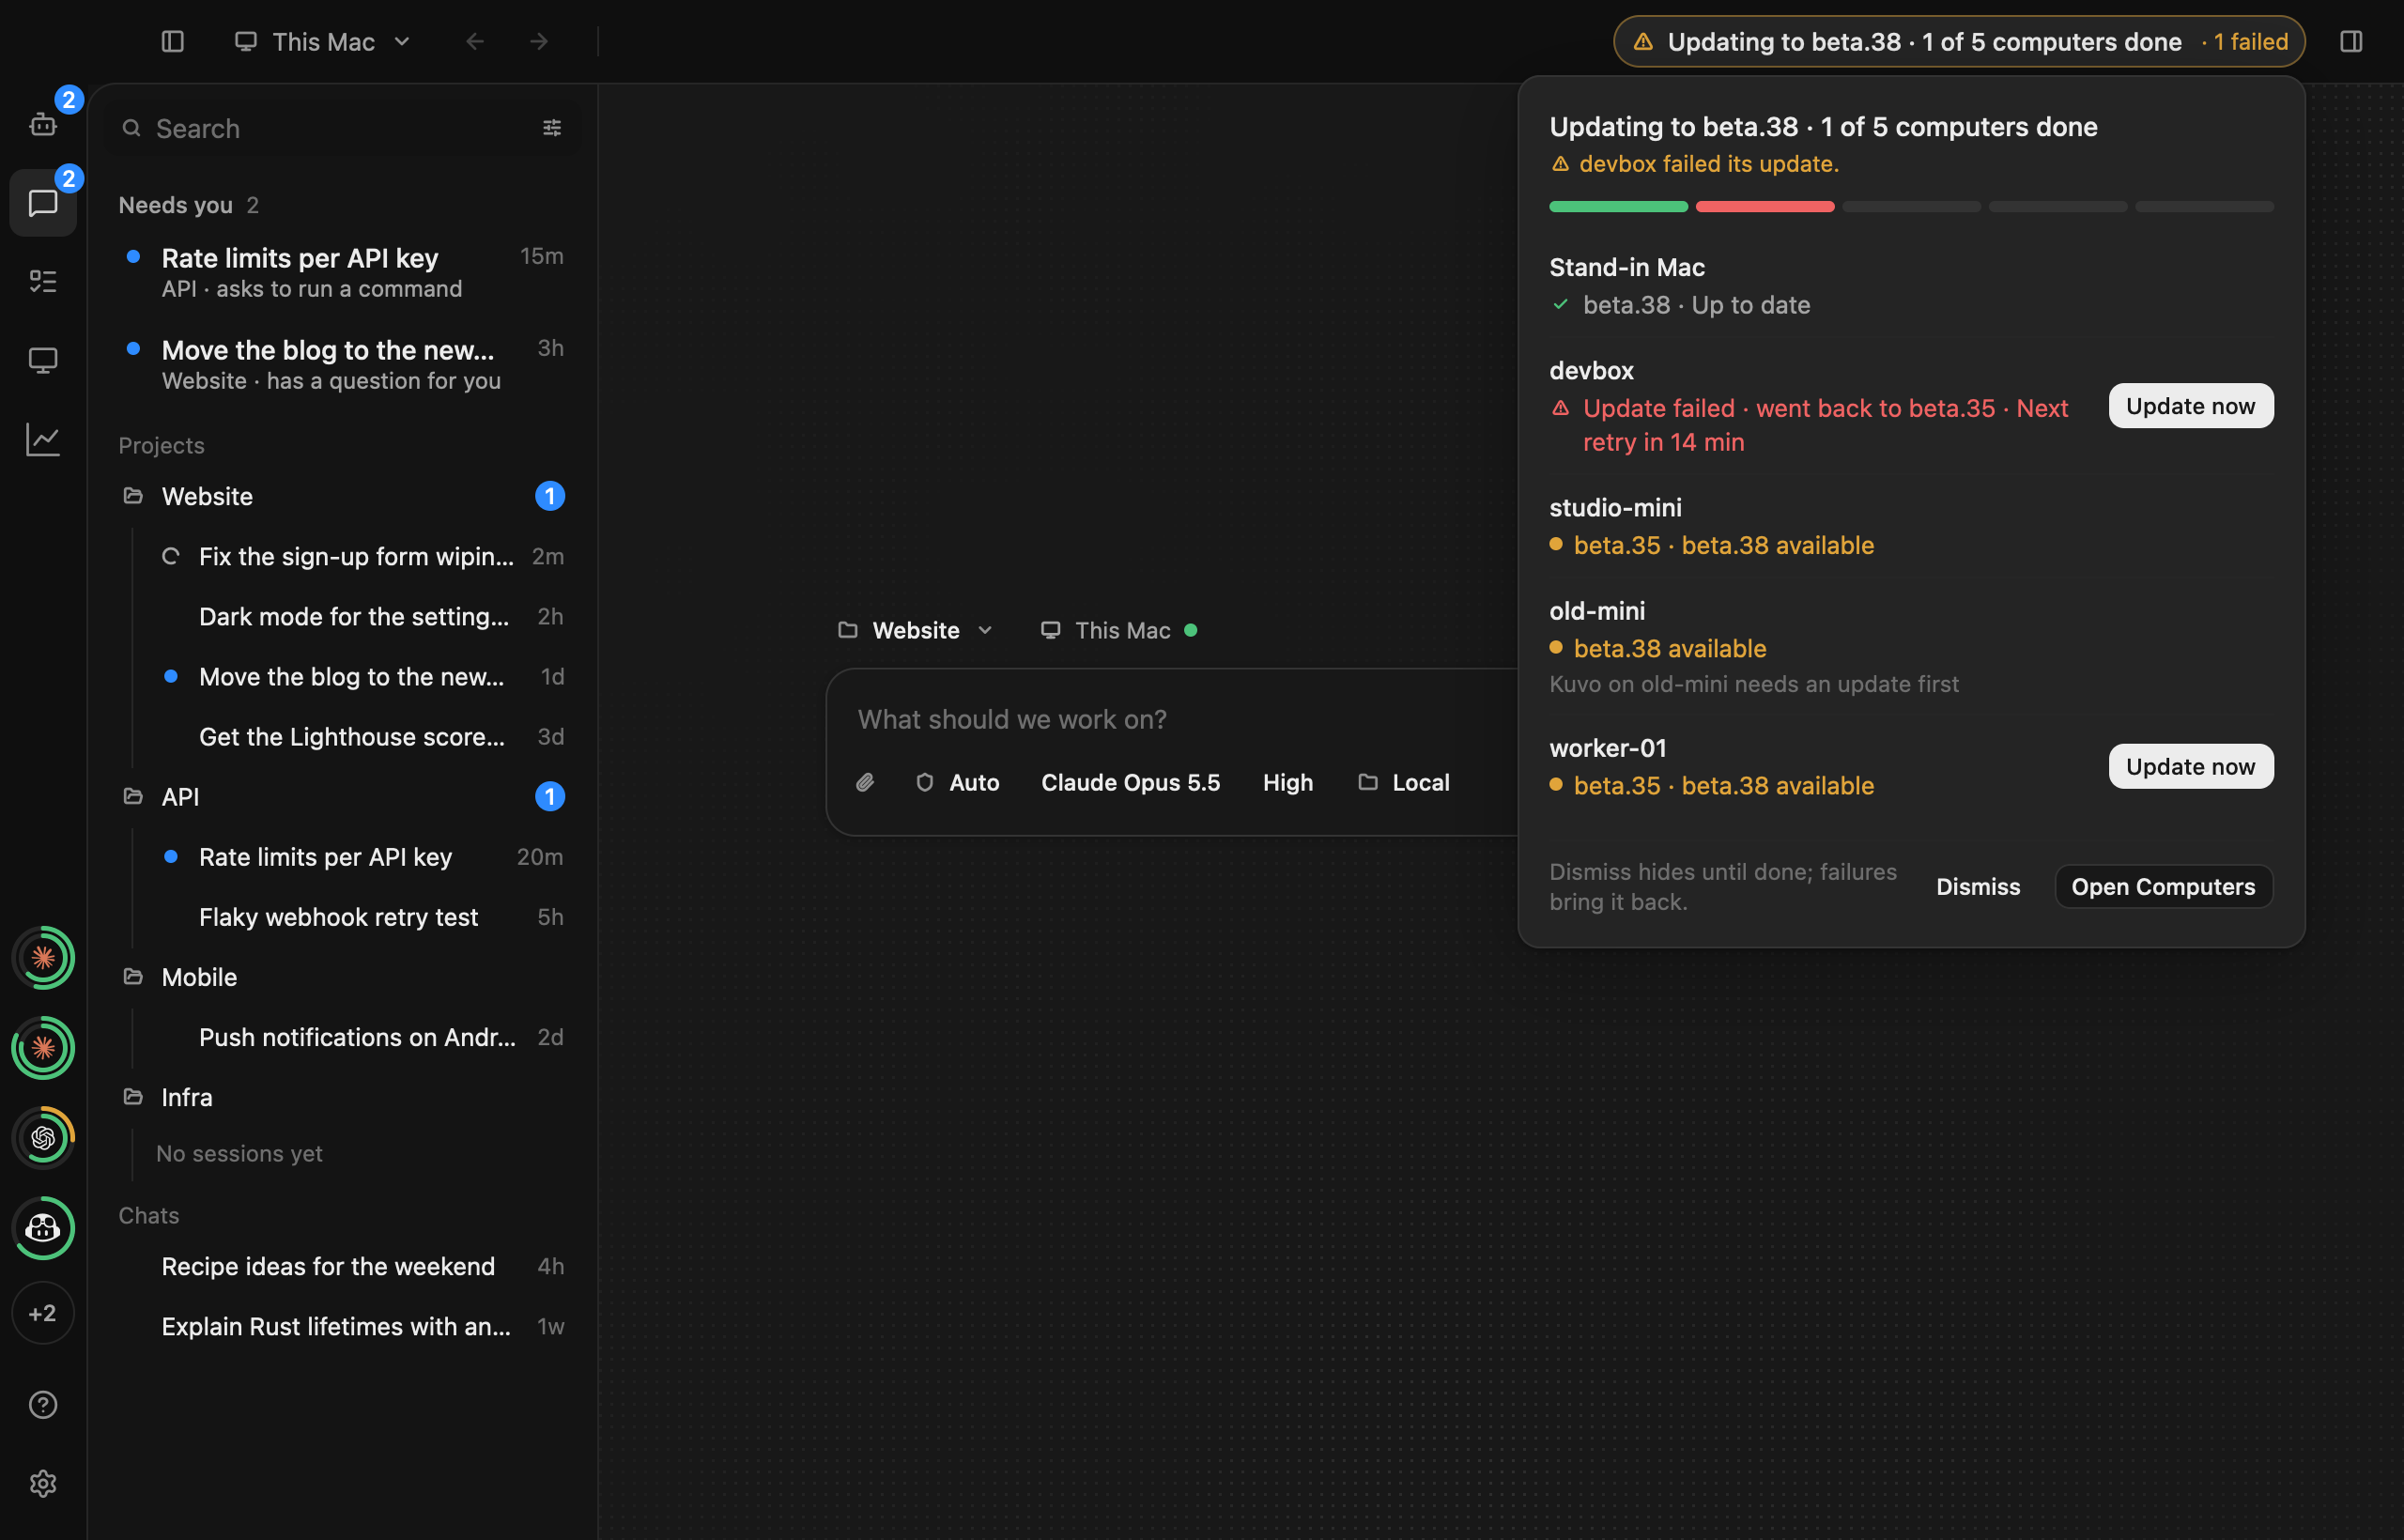 This Mac
Updating to beta.38 · 1 of 5 computers done · 1 failed
2
2
Search
Needs you 2
Rate limits per API key 15m
API · asks to run a command
Move the blog to the new... 3h
Website · has a question for you
Projects
Website 1
Fix the sign-up form wipin... 2m
Dark mode for the setting... 2h
Move the blog to the new... 1d
Get the Lighthouse score... 3d
API 1
Rate limits per API key 20m
Flaky webhook retry test 5h
Mobile
Push notifications on Andr... 2d
Infra
No sessions yet
Chats
Recipe ideas for the weekend 4h
Explain Rust lifetimes with an... 1w
+2
Website This Mac
What should we work on?
Auto Claude Opus 5.5 High Local
Updating to beta.38 · 1 of 5 computers done
devbox failed its update.
Stand-in Mac
beta.38 · Up to date
devbox
Update failed · went back to beta.35 · Next
retry in 14 min
Update now
studio-mini
beta.35 · beta.38 available
old-mini
beta.38 available
Kuvo on old-mini needs an update first
worker-01
beta.35 · beta.38 available
Update now
Dismiss hides until done; failures
bring it back.
Dismiss
Open Computers